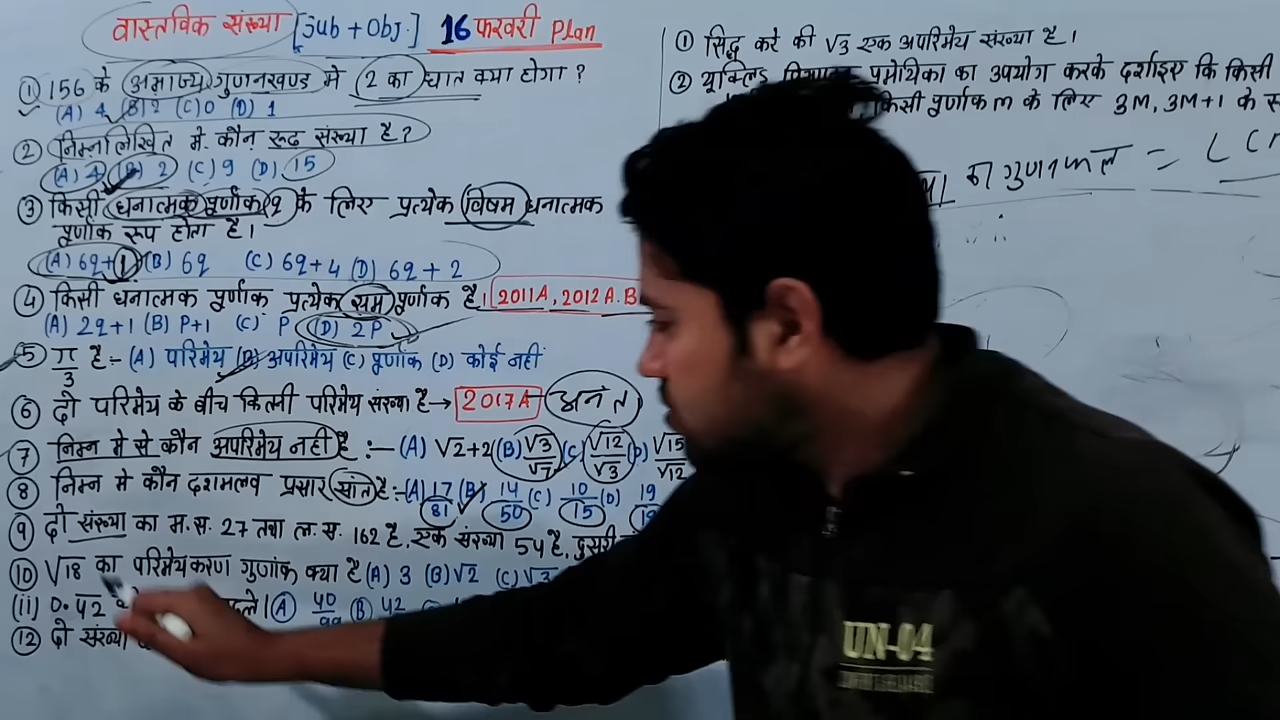 वास्तविक संख्या [Sub + Obj.] 16 फरवरी Plan
① 156 के अभाज्य गुणनखण्ड मे 2 का घात क्या होगा ?
(A) 4 (B) 2 (C) 0 (D) 1
② निम्नलिखित मे. कौन रूढ़ संख्या है ?
(A) 4 (B) 2 (C) 9 (D) 15
③ किसी धनात्मक पूर्णांक q के लिए प्रत्येक विषम धनात्मक
पूर्णांक रूप होता है।
(A) 6q+1 (B) 6q (C) 6q+4 (D) 6q+2
④ किसी धनात्मक पूर्णांक प्रत्येक सम पूर्णांक है। 2011A, 2012 A.B
(A) 2q+1 (B) P+1 (C) P (D) 2P
⑤ π/3 है:- (A) परिमेय (B) अपरिमेय (C) पूर्णांक (D) कोई नहीं
⑥ दो परिमेय के बीच कितनी परिमेय संख्या है→ 2017A अनंत
⑦ निम्न मे से कौन अपरिमेय नही है :- (A) √2+2 (B) √3/√7 (C) √12/√3 (D) √15/√12
⑧ निम्न मे कौन दशमलव प्रसार सांत है:-(A) 17/81 (B) 14/50 (C) 10/15 (D) 19
⑨ दो संख्या का म.स. 27 तथा ल.स. 162 है, एक संख्या 54 है, दुसरी
⑩ √18 का परिमेयकरण गुणांक क्या है (A) 3 (B) √2 (C) √3
(ii) 0.42 (A) 40/99 (B) 42
⑫ दो संख्या
① सिद्ध करे की √3 एक अपरिमेय संख्या है।
② यूक्लिड प्रमेयिका का उपयोग करके दर्शाइए कि किसी
किसी पूर्णांक m के लिए 3M, 3M+1 के
का गुणनफल =
UN-04